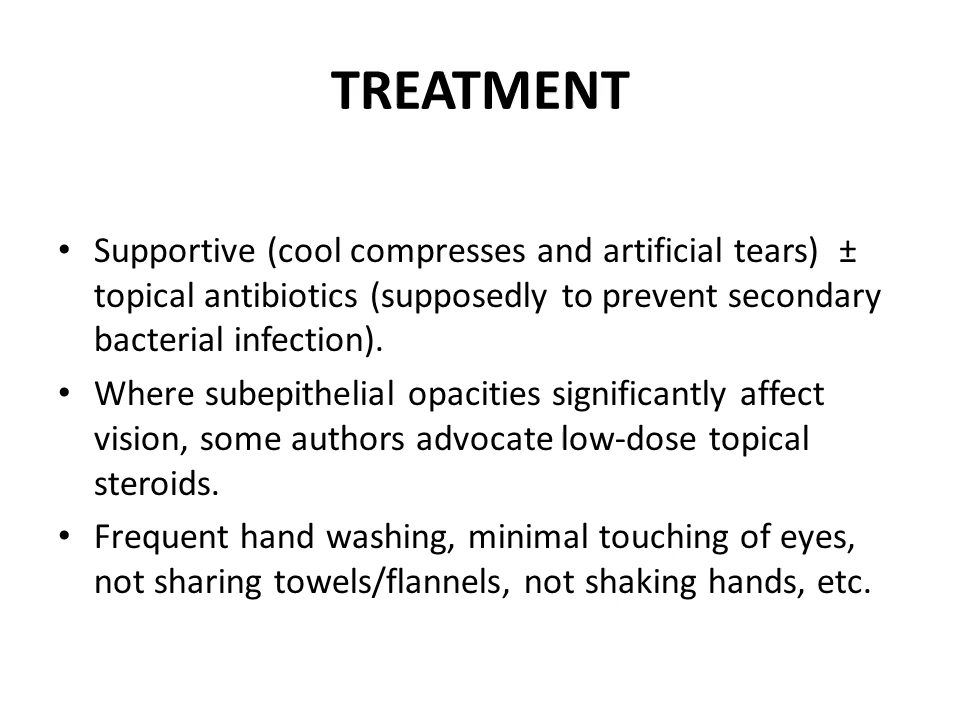 TREATMENT
• Supportive (cool compresses and artificial tears) ±
topical antibiotics (supposedly to prevent secondary
bacterial infection).
• Where subepithelial opacities significantly affect
vision, some authors advocate low-dose topical
steroids.
• Frequent hand washing, minimal touching of eyes,
not sharing towels/flannels, not shaking hands, etc.